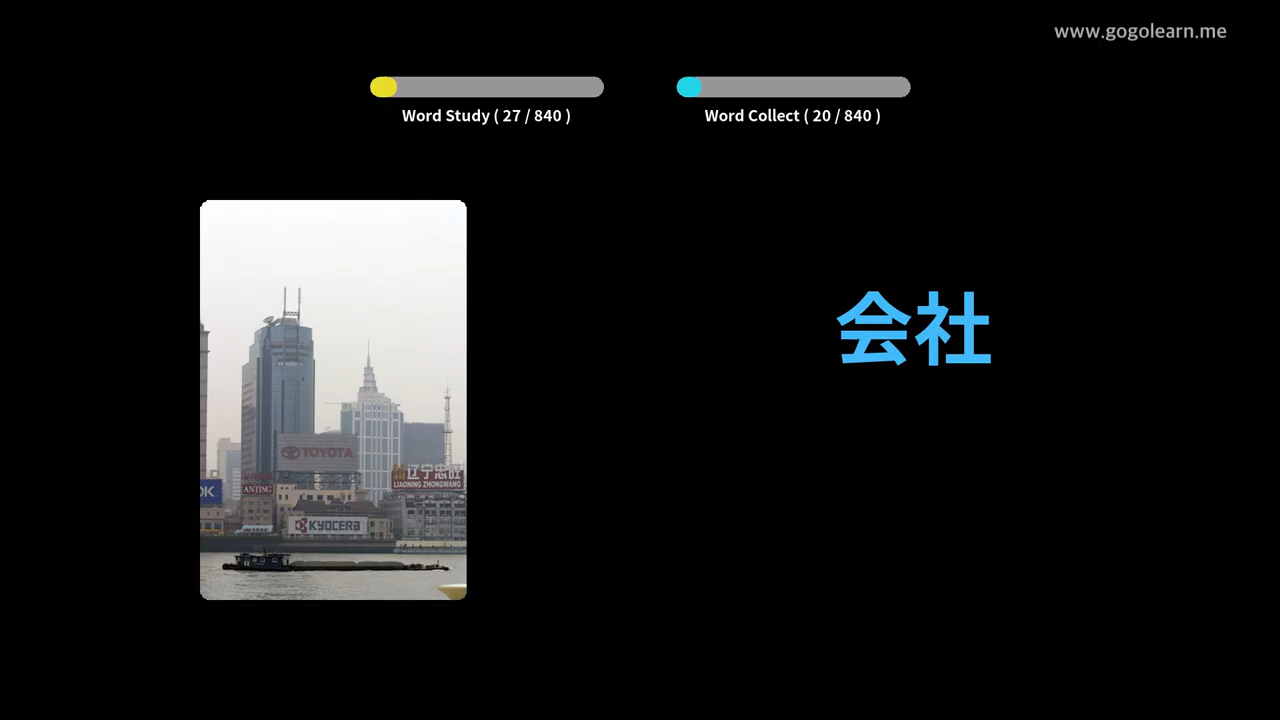 www.gogolearn.me
Word Study ( 27 / 840 )
Word Collect ( 20 / 840 )
会社
TOYOTA
辽宁忠旺
LIAONING ZHONGWANG
OK
ANTING
KYOCERA